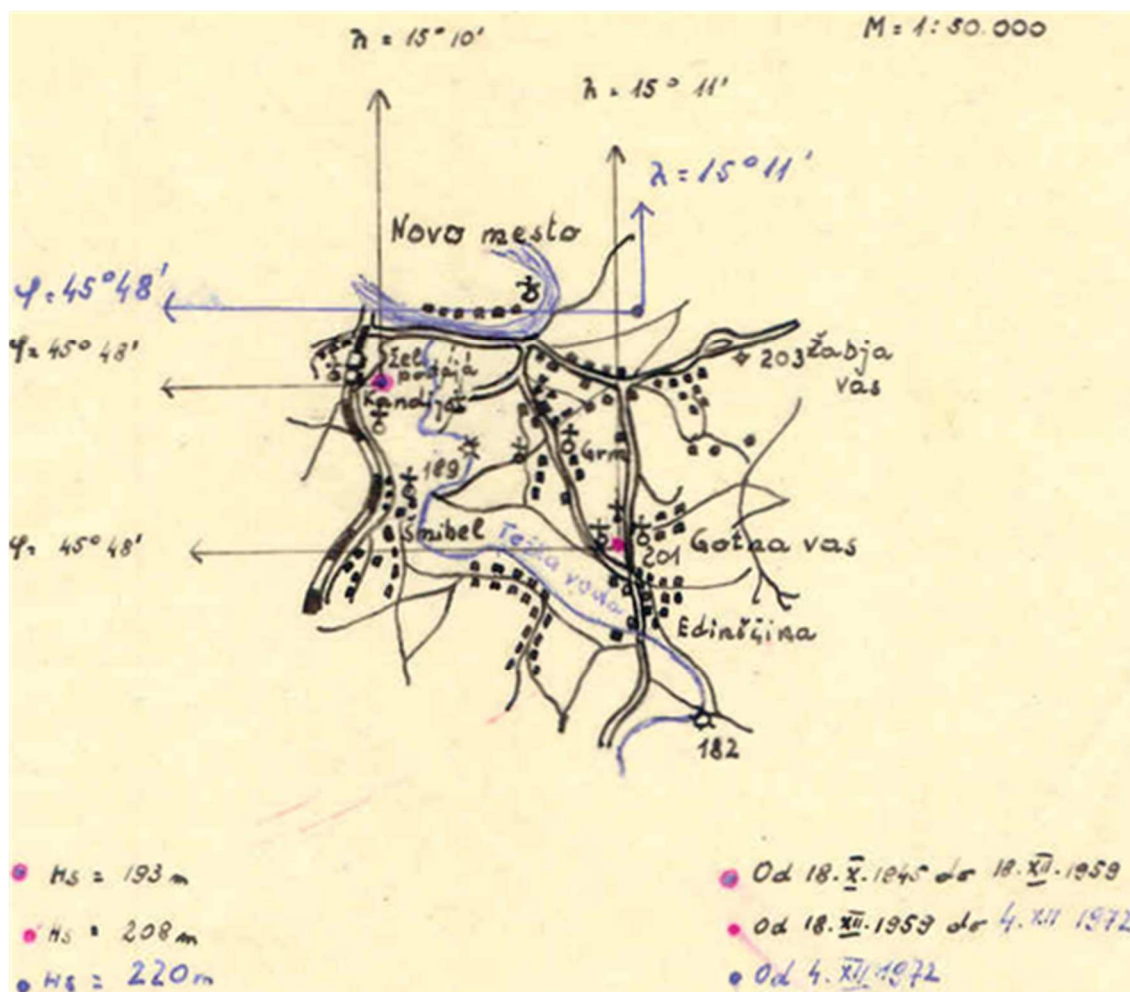 λ = 15° 10'
M = 1:50.000
λ = 15° 11'
λ = 15° 11'
Novo mesto
φ = 45° 48'
φ = 45° 48'
Žel. postaja
203 Žabja vas
Kandija
Grm
189
Šmihel
φ = 45° 48'
Težka voda
201
Gotna vas
Edinščina
182
Hs = 193 m
Hs = 208 m
Hs = 220 m
Od 18. X. 1945 do 18. XII. 1959
Od 18. XII. 1959 do 4. XII 1972
Od 4. XII 1972